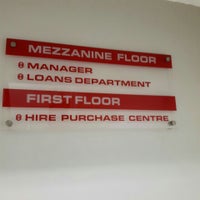 MEZZANINE FLOOR
MANAGER
LOANS DEPARTMENT
FIRST FLOOR
HIRE PURCHASE CENTRE